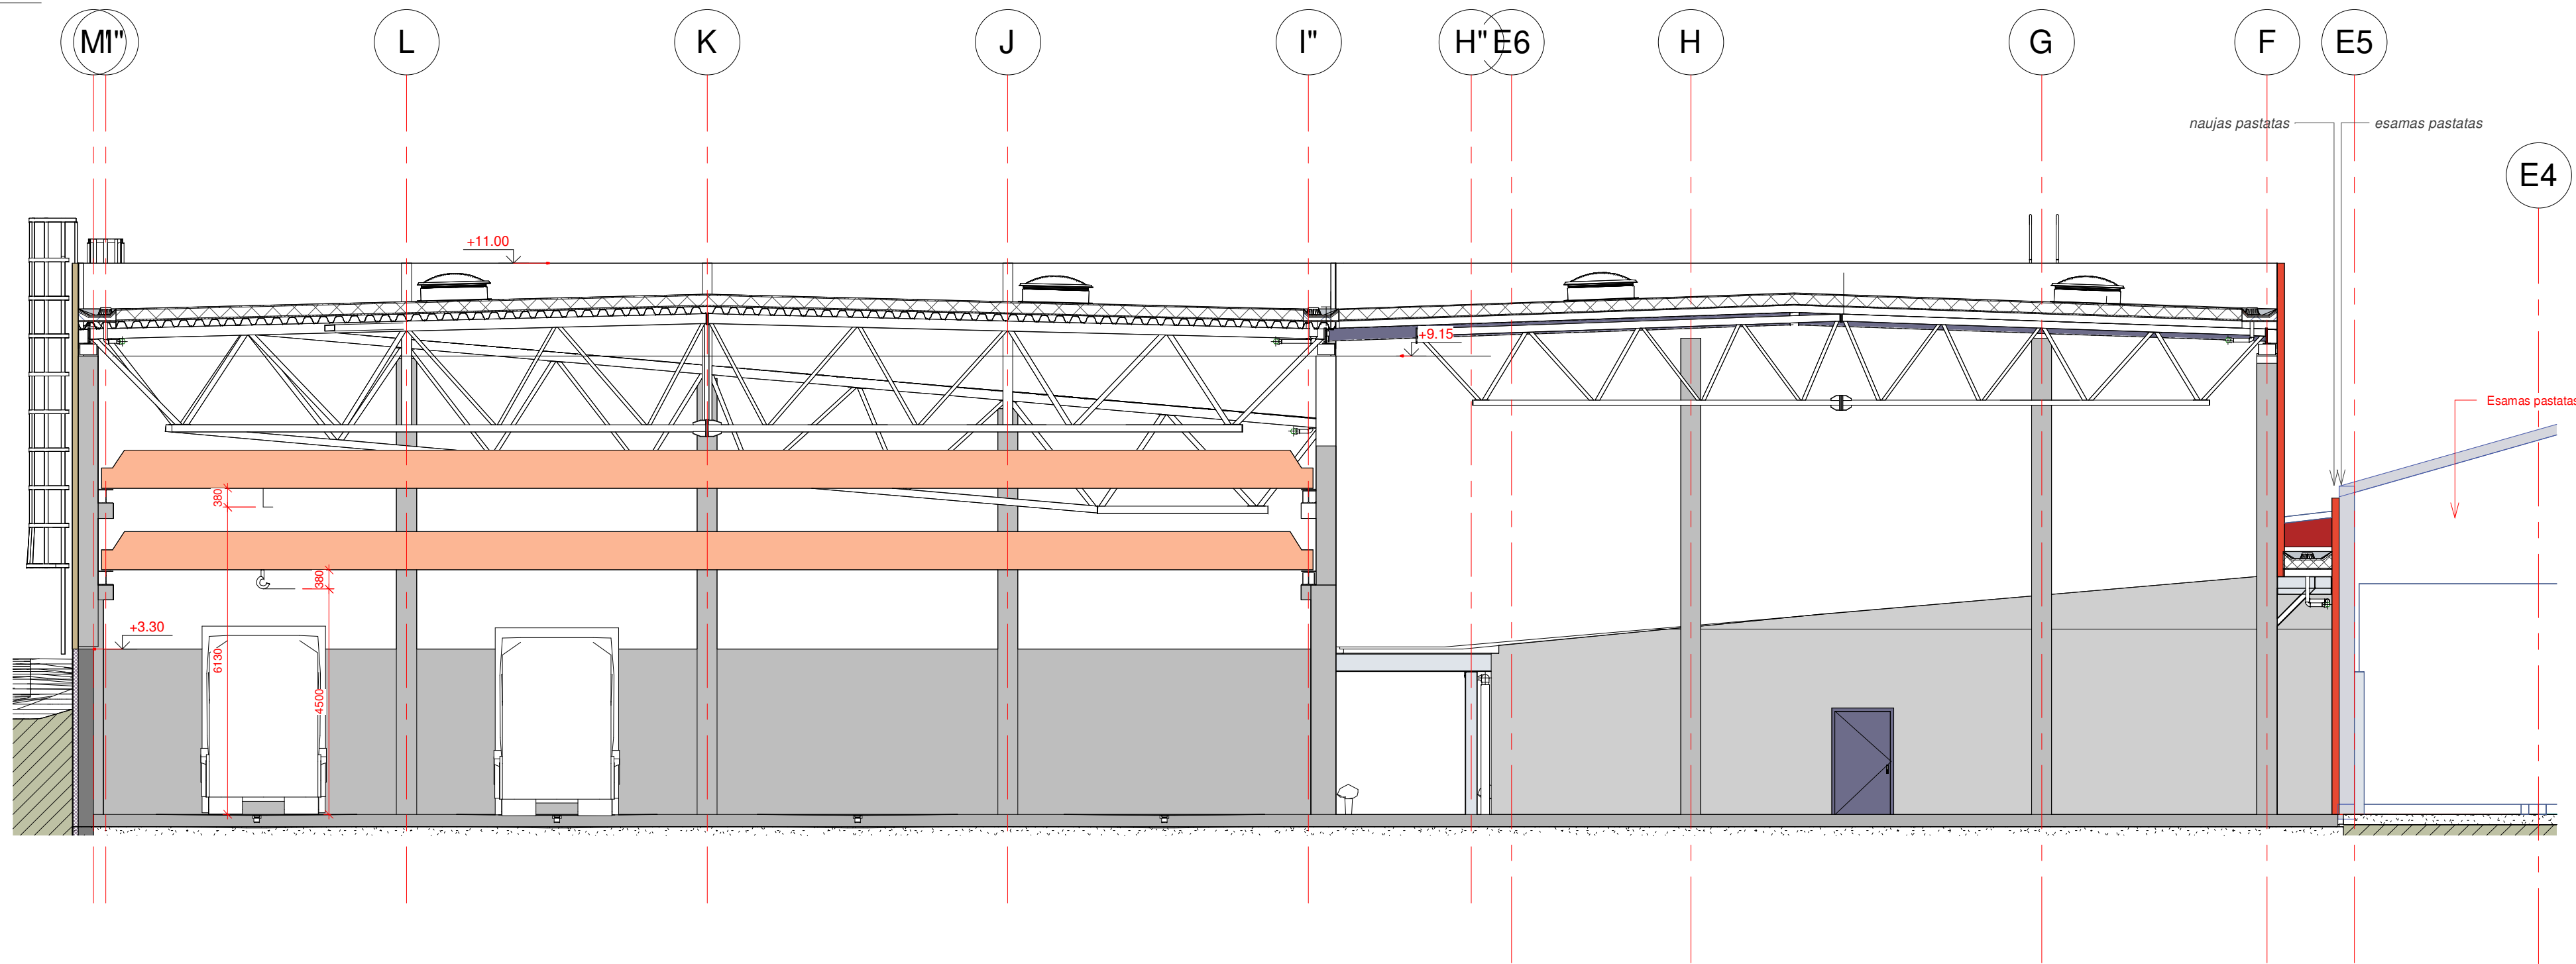 M M" L K J I" H" E6 H G F E5
naujas pastatas esamas pastatas
E4
+11.00
+9.15
Esamas pastatas
380
380
+3.30
6130
4500